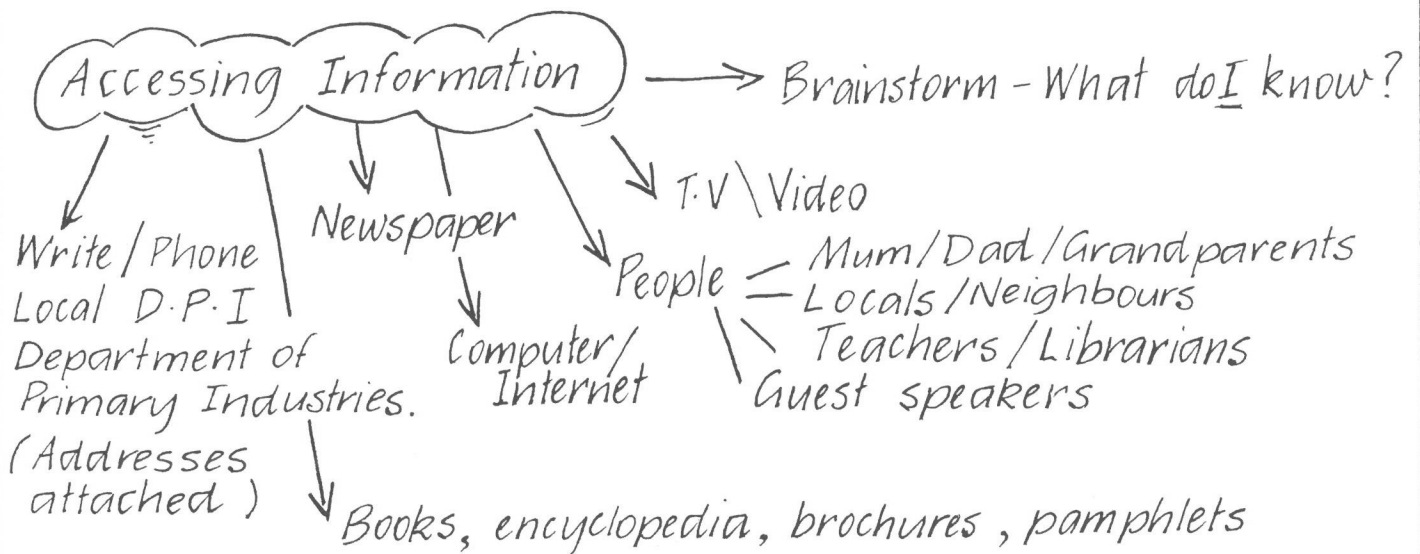 Accessing Information
Brainstorm - What do I know?
T.V \ Video
Newspaper
Write / Phone
Local D.P.I
Department of
Primary Industries.
(Addresses
attached)
People
Mum/Dad/Grandparents
Locals/Neighbours
Teachers/Librarians
Guest speakers
Computer/
Internet
Books, encyclopedia, brochures, pamphlets